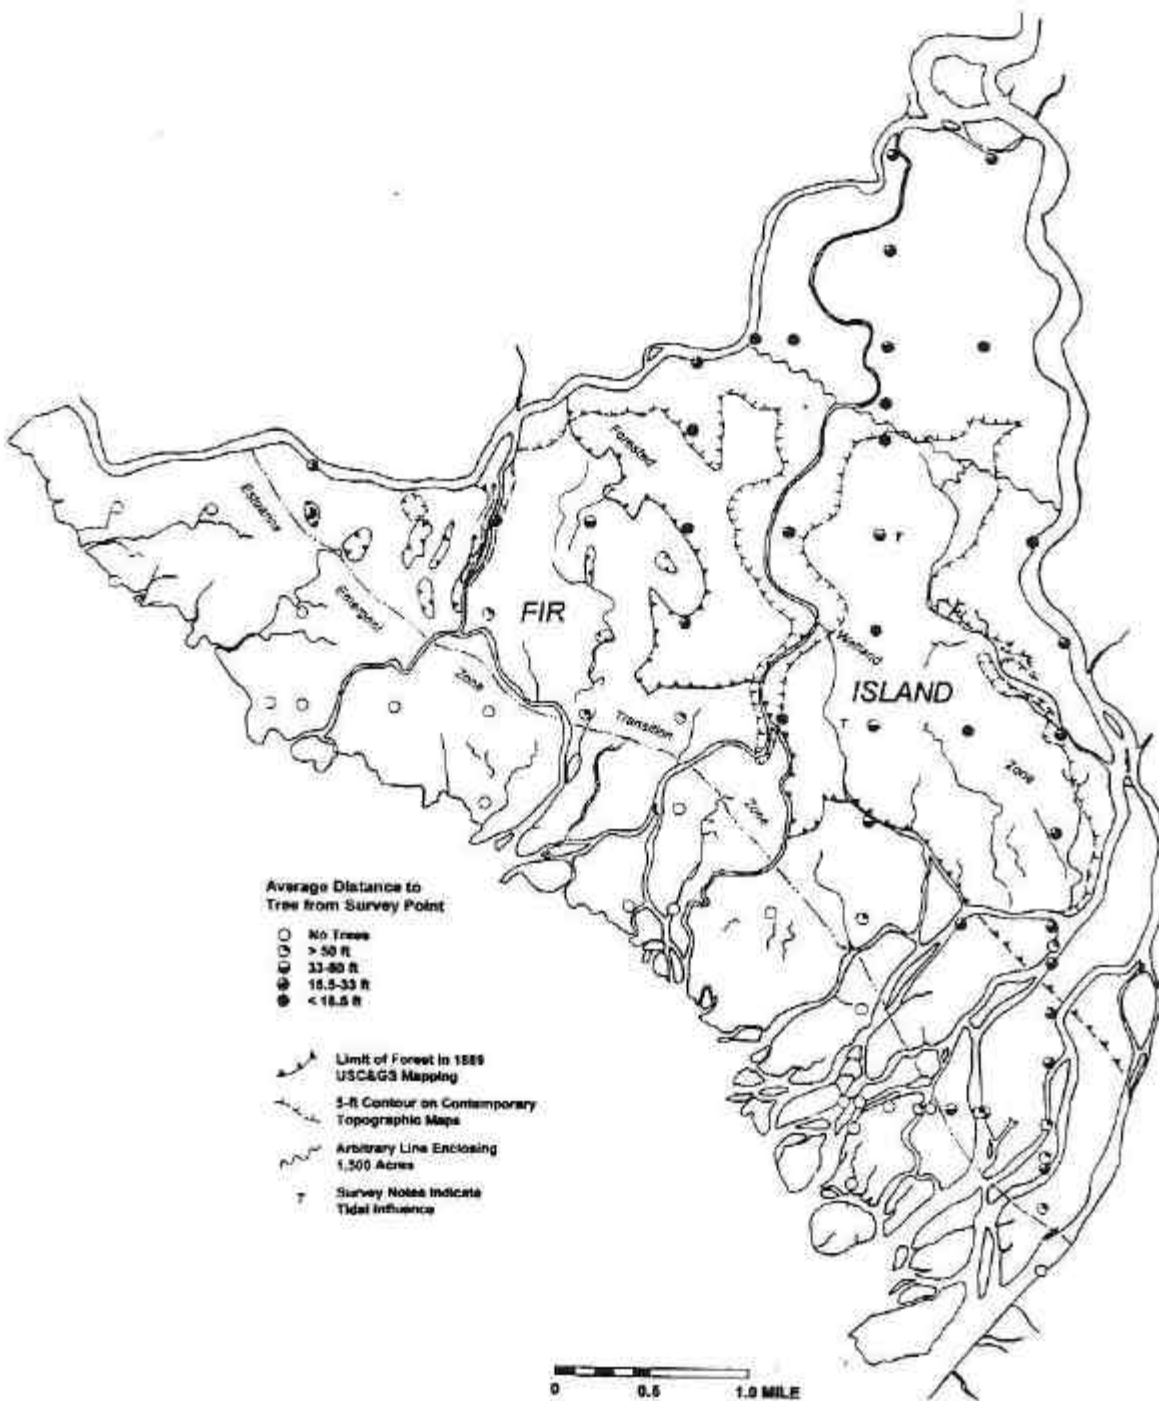 Forested
Estuarine
Emergent
FIR
Wetland
Zone
ISLAND
Transition
Zone
Zone
T
T
Average Distance to
Tree from Survey Point
No Trees
> 50 ft
33-50 ft
16.5-33 ft
< 16.5 ft
Limit of Forest in 1889
USC&GS Mapping
5-ft Contour on Contemporary
Topographic Maps
Arbitrary Line Enclosing
1,300 Acres
T Survey Notes Indicate
Tidal Influence
0 0.5 1.0 MILE